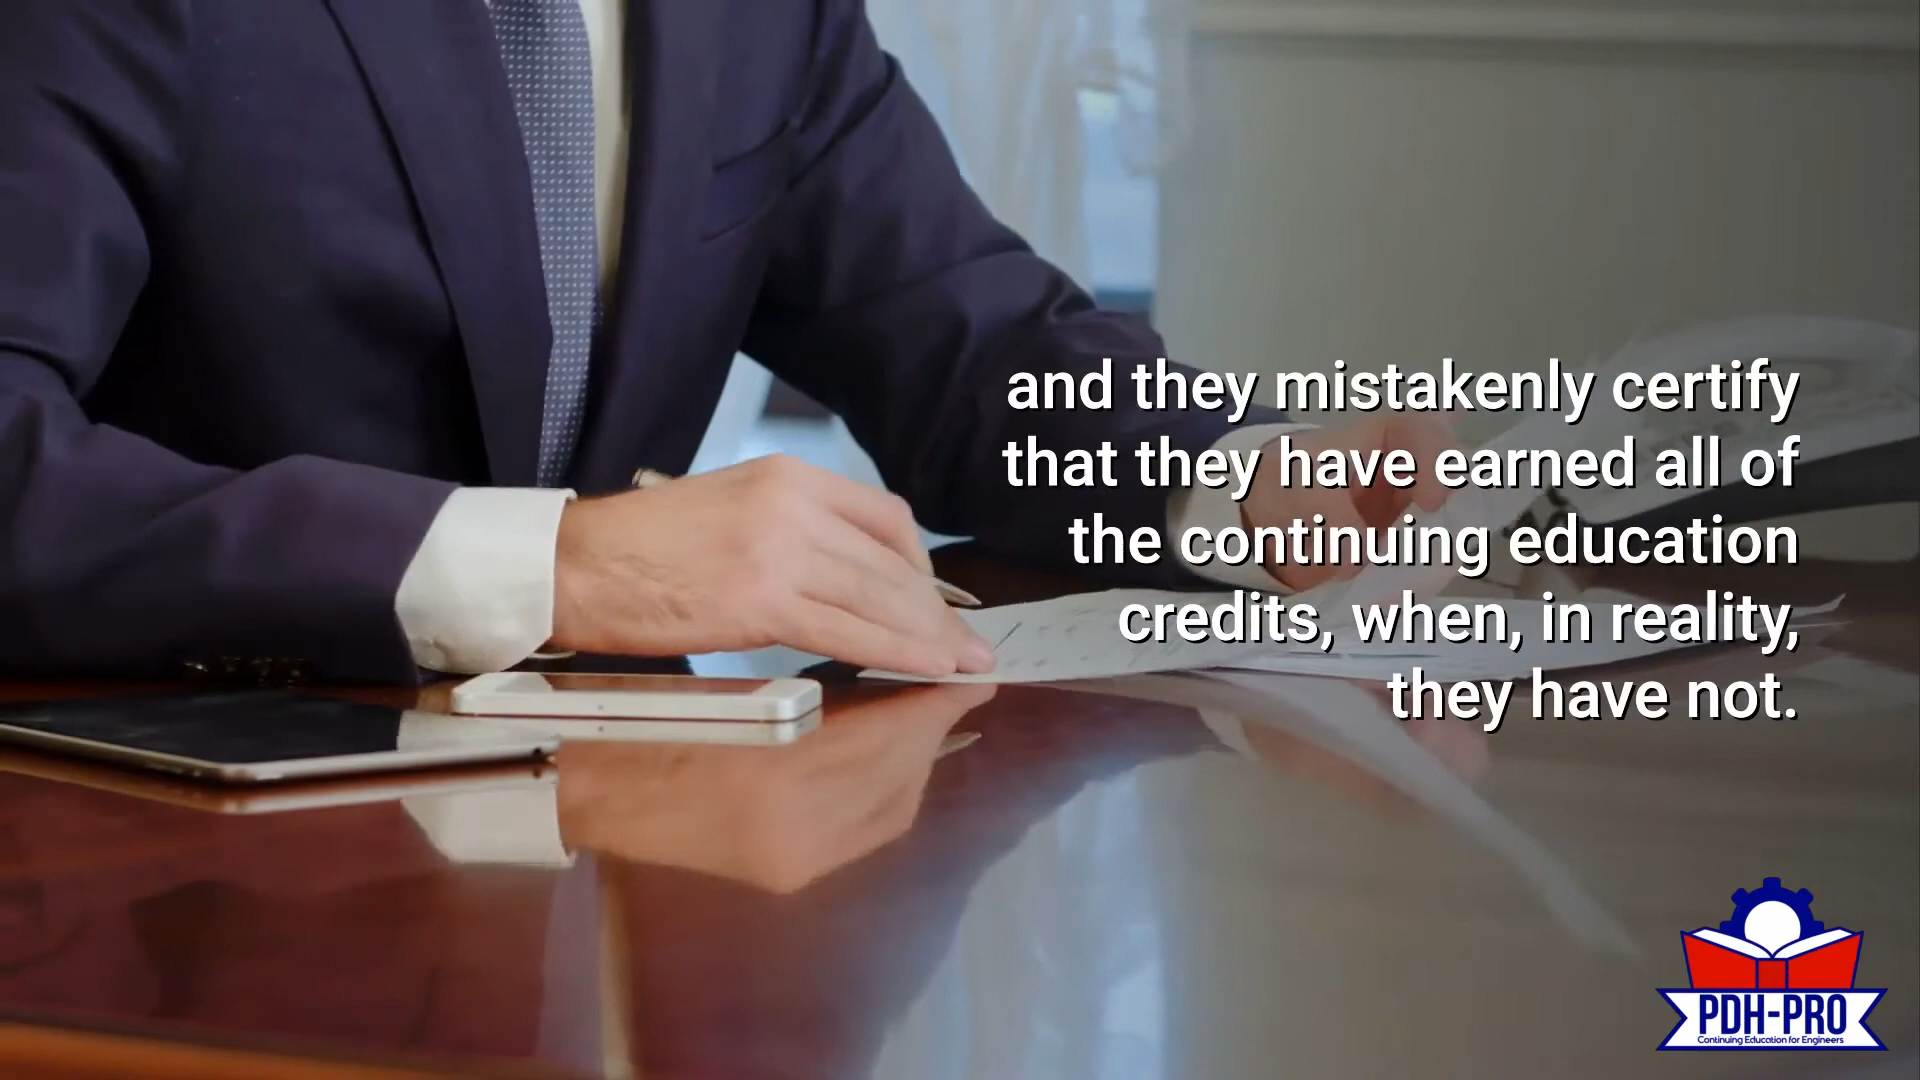 and they mistakenly certify
that they have earned all of
the continuing education
credits, when, in reality,
they have not.
PDH-PRO
Continuing Education for Engineers